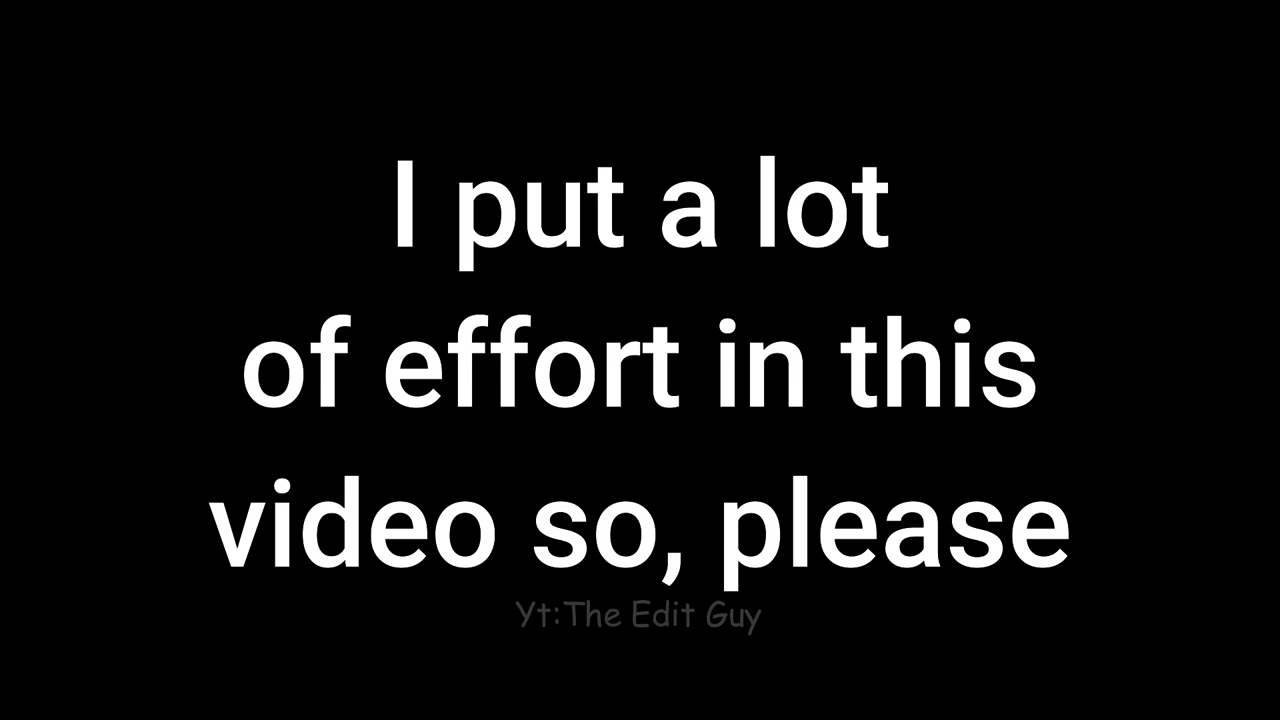 I put a lot
of effort in this
video so, please
Yt:The Edit Guy